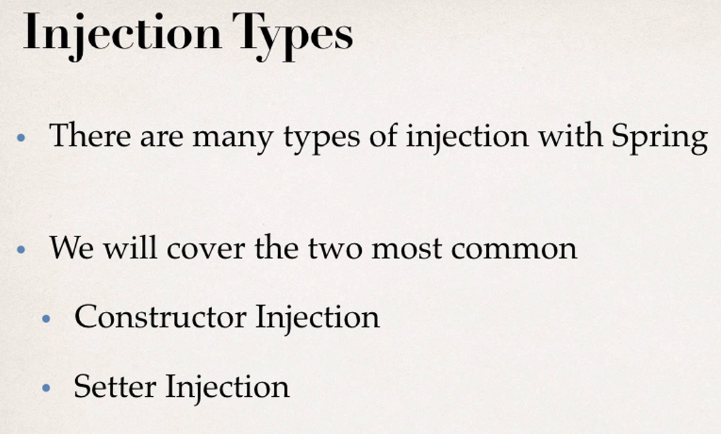 Injection Types
• There are many types of injection with Spring
• We will cover the two most common
• Constructor Injection
• Setter Injection